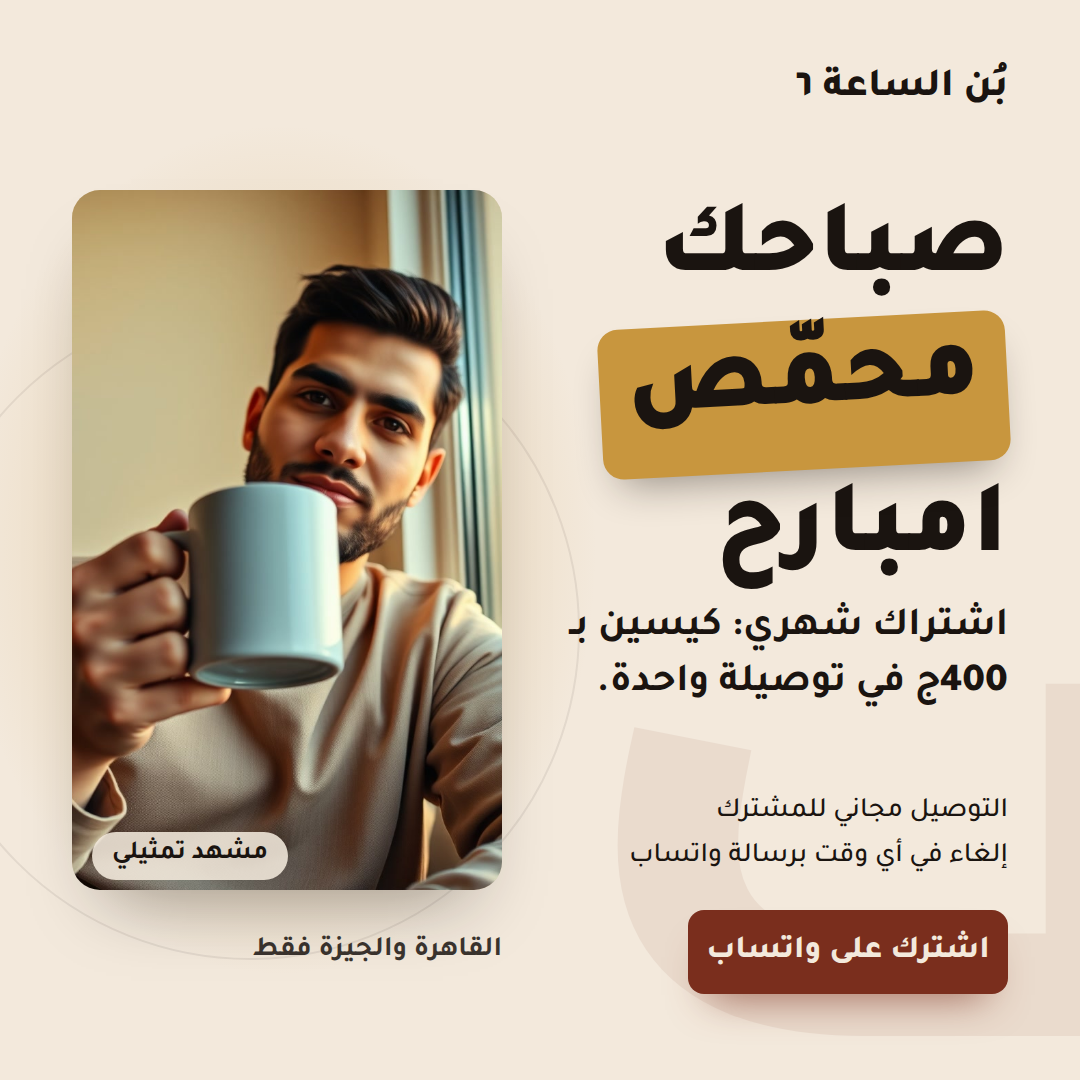 بُن الساعة ٦
صباحك
محمّص
امبارح
اشتراك شهري: كيسين بـ
400ج في توصيلة واحدة.
التوصيل مجاني للمشترك
إلغاء في أي وقت برسالة واتساب
اشترك على واتساب
مشهد تمثيلي
القاهرة والجيزة فقط